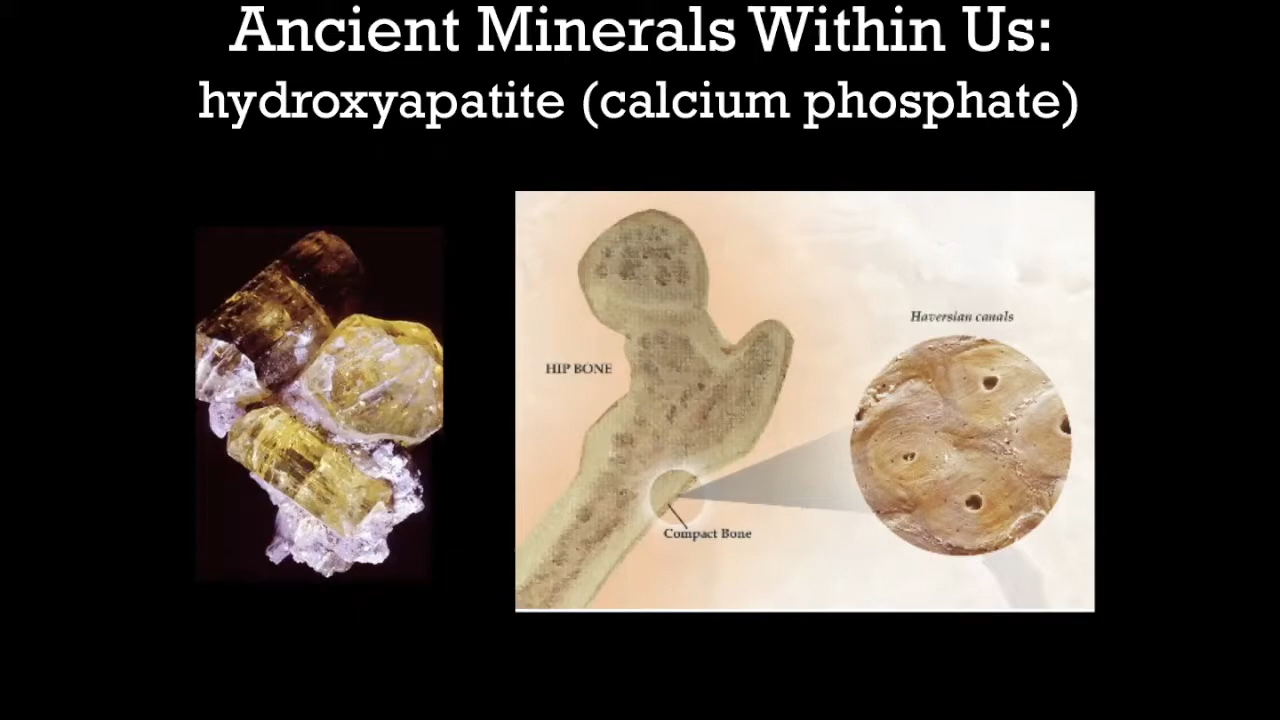 Ancient Minerals Within Us:
hydroxyapatite (calcium phosphate)
Haversian canals
HIP BONE
Compact Bone